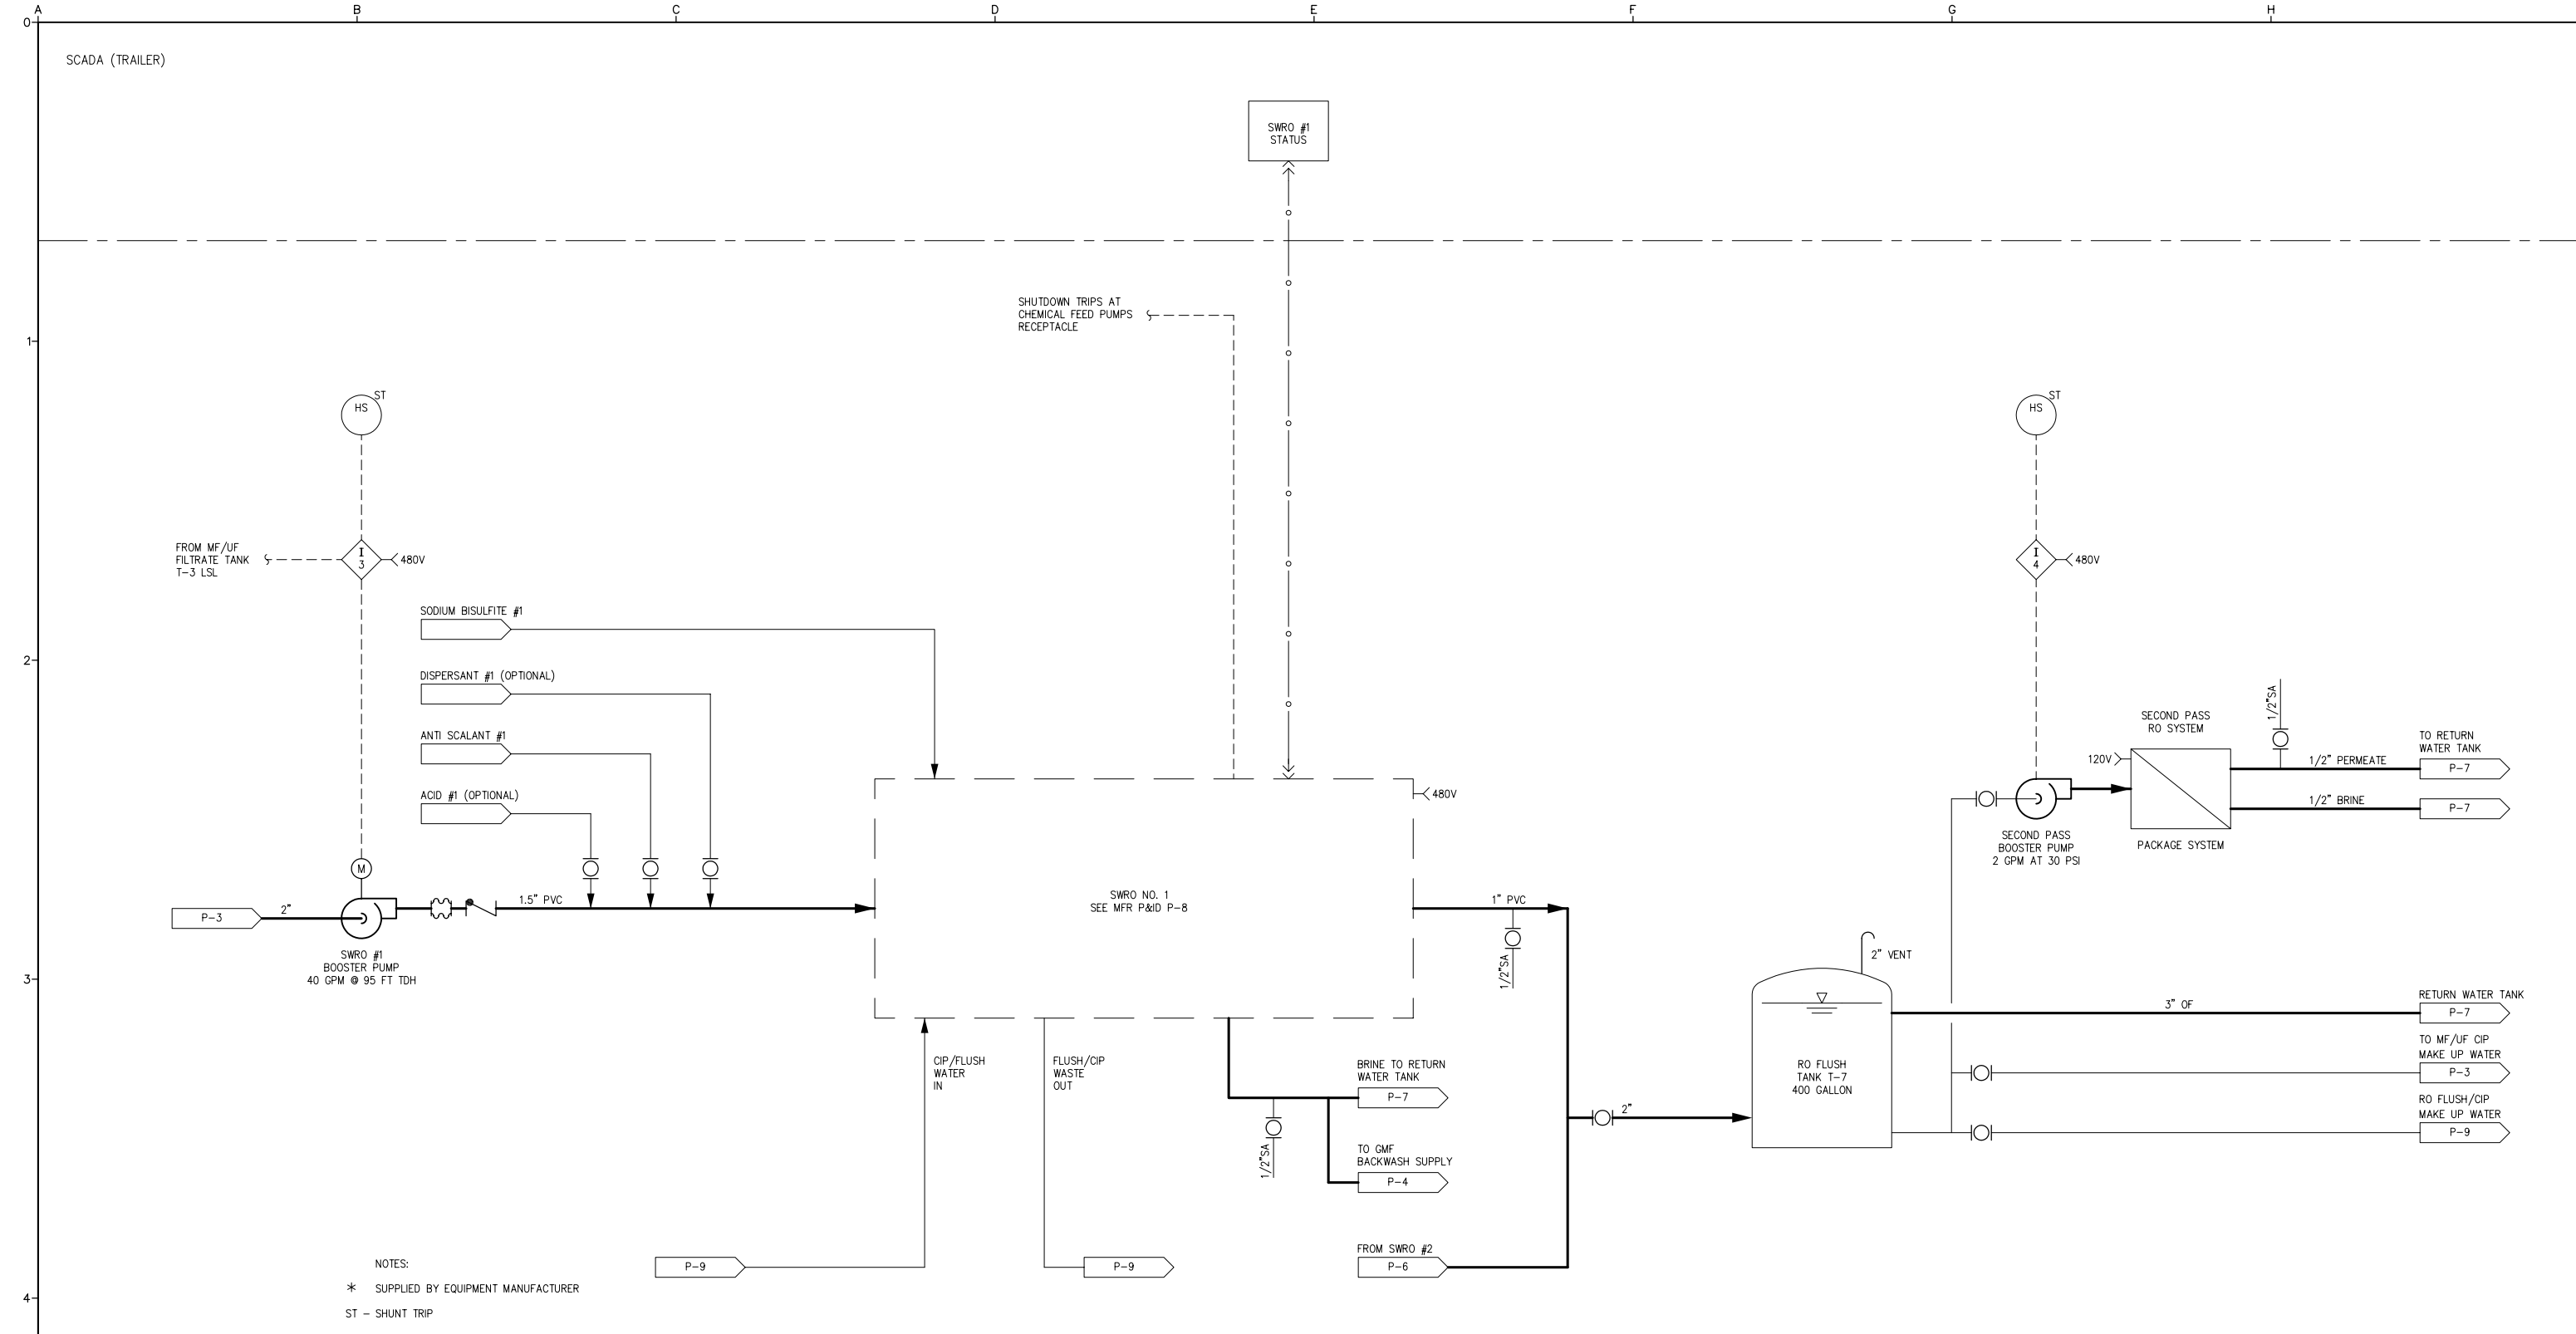 A
B
C
D
E
F
G
H
0
SCADA (TRAILER)
SWRO #1
STATUS
SHUTDOWN TRIPS AT
CHEMICAL FEED PUMPS
RECEPTACLE
1
ST
HS
ST
HS
FROM MF/UF
FILTRATE TANK
T-3 LSL
I
3
480V
I
4
480V
SODIUM BISULFITE #1
2
DISPERSANT #1 (OPTIONAL)
ANTI SCALANT #1
ACID #1 (OPTIONAL)
480V
1/2"SA
SECOND PASS
RO SYSTEM
120V
TO RETURN
WATER TANK
1/2" PERMEATE
P-7
1/2" BRINE
P-7
SECOND PASS
BOOSTER PUMP
2 GPM AT 30 PSI
PACKAGE SYSTEM
M
P-3
2"
1.5" PVC
SWRO NO. 1
SEE MFR P&ID P-8
1" PVC
SWRO #1
BOOSTER PUMP
40 GPM @ 95 FT TDH
3
1/2"SA
2" VENT
3" OF
RETURN WATER TANK
P-7
CIP/FLUSH
WATER
IN
FLUSH/CIP
WASTE
OUT
BRINE TO RETURN
WATER TANK
P-7
RO FLUSH
TANK T-7
400 GALLON
TO MF/UF CIP
MAKE UP WATER
P-3
2"
RO FLUSH/CIP
MAKE UP WATER
P-9
1/2"SA
TO GMF
BACKWASH SUPPLY
P-4
FROM SWRO #2
P-6
P-9
P-9
NOTES:
* SUPPLIED BY EQUIPMENT MANUFACTURER
4
ST - SHUNT TRIP